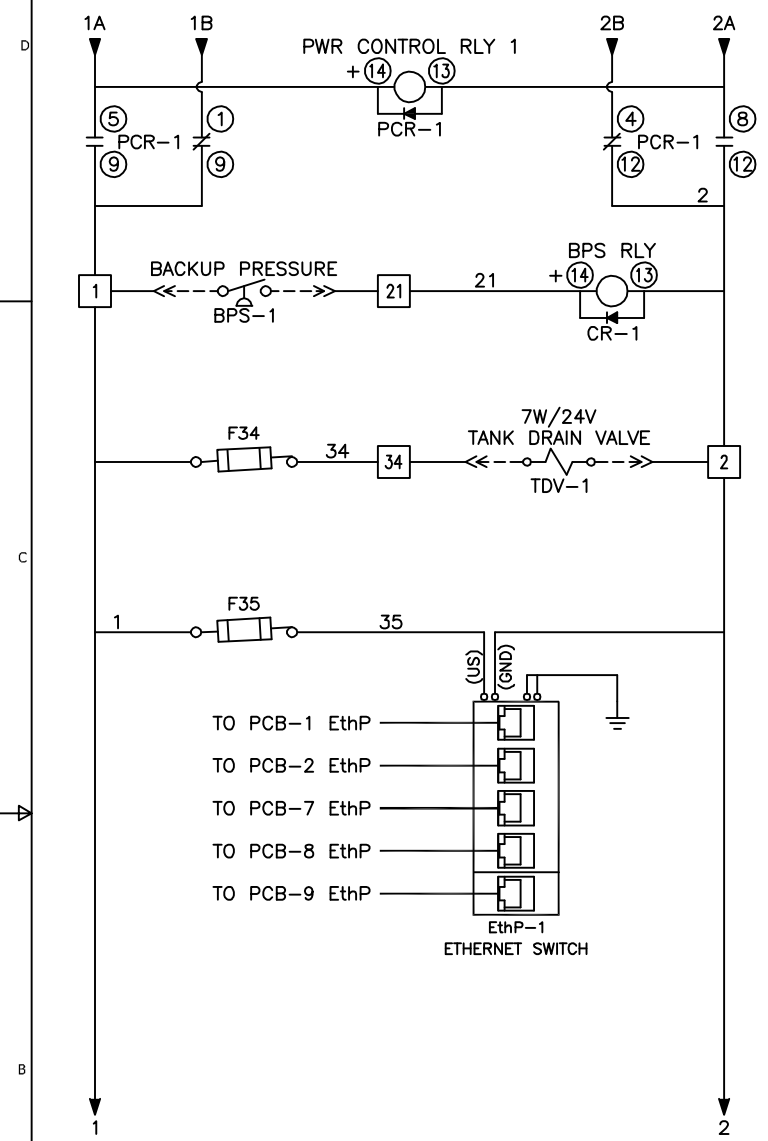 1A 1B 2B 2A
D
PWR CONTROL RLY 1
+ 14 13
PCR-1
5 PCR-1 1 4 PCR-1 8
9 9 12 12
2
BACKUP PRESSURE
BPS RLY
+ 14 13
1 21 21
BPS-1
CR-1
7W/24V
F34 TANK DRAIN VALVE
34 34 2
TDV-1
C
F35
1 35
(US) (GND)
TO PCB-1 EthP
TO PCB-2 EthP
TO PCB-7 EthP
TO PCB-8 EthP
TO PCB-9 EthP
EthP-1
ETHERNET SWITCH
B
1 2